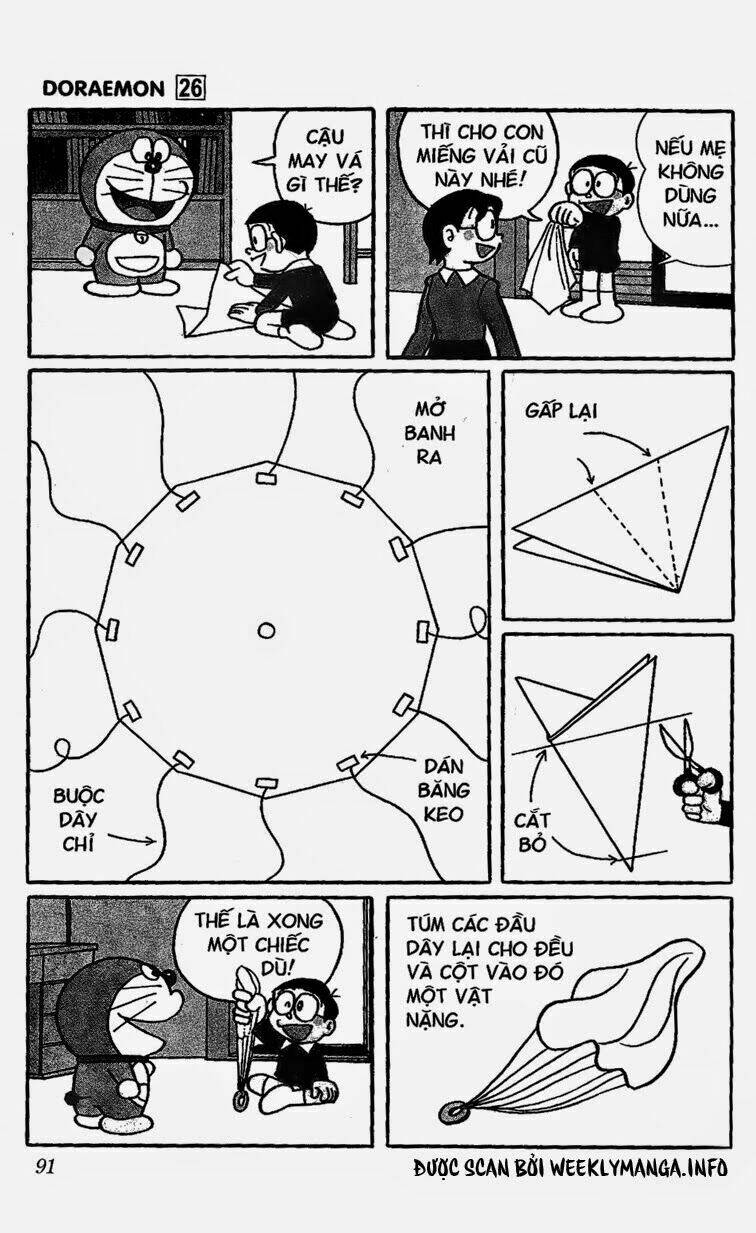 DORAEMON 26
NẾU MẸ
KHÔNG
DÙNG
NỮA...
THÌ CHO CON
MIẾNG VẢI CŨ
NÀY NHÉ!
CẬU
MAY VÁ
GÌ THẾ?
GẤP LẠI
CẮT
BỎ
MỞ
BANH
RA
DÁN
BĂNG
KEO
BUỘC
DÂY
CHỈ
TÚM CÁC ĐẦU
DÂY LẠI CHO ĐỀU
VÀ CỘT VÀO ĐÓ
MỘT VẬT
NẶNG.
THẾ LÀ XONG
MỘT CHIẾC
DÙ!
91
ĐƯỢC SCAN BỞI WEEKLYMANGA.INFO